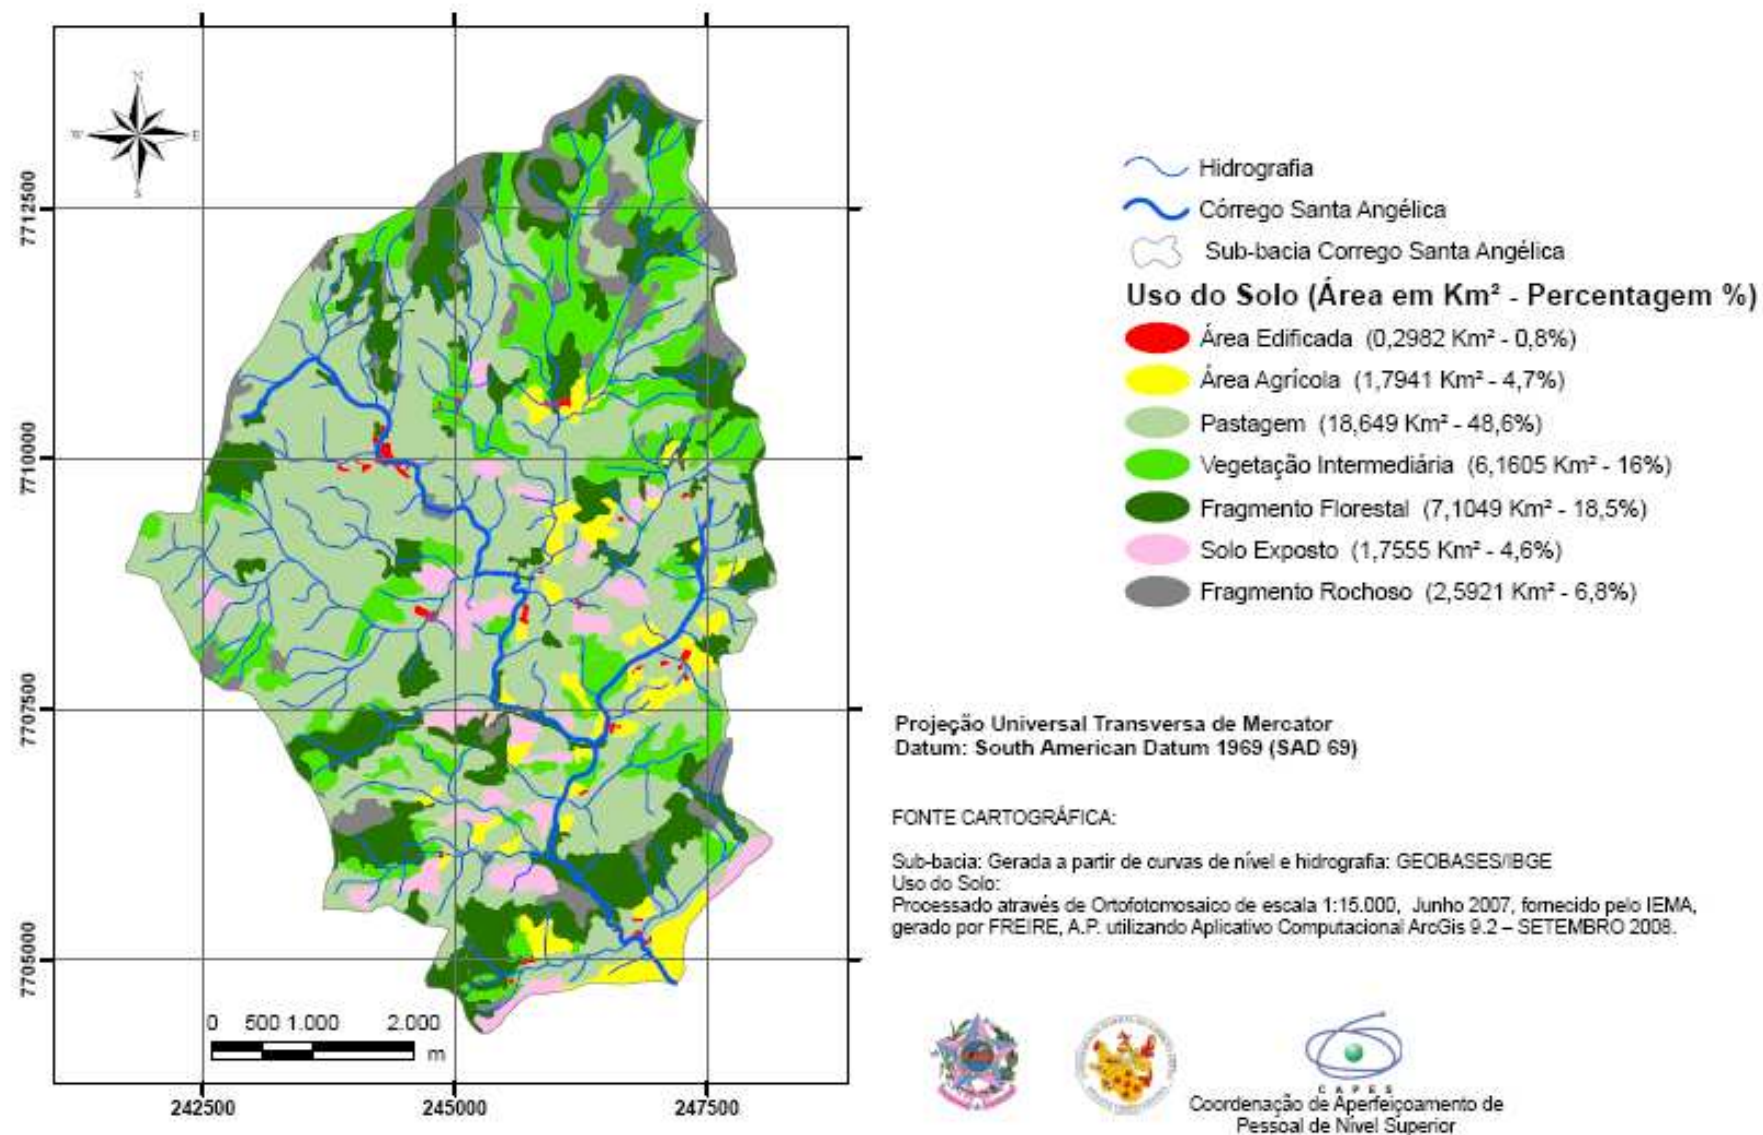 N
W
E
S
7712500
7710000
7707500
7705000
0 500 1.000 2.000
m
242500
245000
247500
Hidrografia
Córrego Santa Angélica
Sub-bacia Corrego Santa Angélica
Uso do Solo (Área em Km² - Percentagem %)
Área Edificada (0,2982 Km² - 0,8%)
Área Agrícola (1,7941 Km² - 4,7%)
Pastagem (18,649 Km² - 48,6%)
Vegetação Intermediária (6,1605 Km² - 16%)
Fragmento Florestal (7,1049 Km² - 18,5%)
Solo Exposto (1,7555 Km² - 4,6%)
Fragmento Rochoso (2,5921 Km² - 6,8%)
Projeção Universal Transversa de Mercator
Datum: South American Datum 1969 (SAD 69)
FONTE CARTOGRÁFICA:
Sub-bacia: Gerada a partir de curvas de nível e hidrografia: GEOBASES/IBGE
Uso do Solo:
Processado através de Ortofotomosaico de escala 1:15.000, Junho 2007, fornecido pelo IEMA,
gerado por FREIRE, A.P. utilizando Aplicativo Computacional ArcGis 9.2 – SETEMBRO 2008.
CAPES
Coordenação de Aperfeiçoamento de
Pessoal de Nível Superior